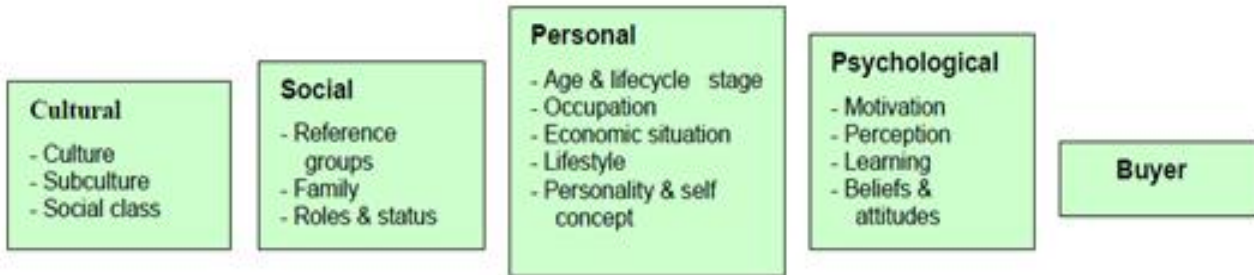 Cultural
- Culture
- Subculture
- Social class
Social
- Reference
groups
- Family
- Roles & status
Personal
- Age & lifecycle stage
- Occupation
- Economic situation
- Lifestyle
- Personality & self
concept
Psychological
- Motivation
- Perception
- Learning
- Beliefs &
attitudes
Buyer